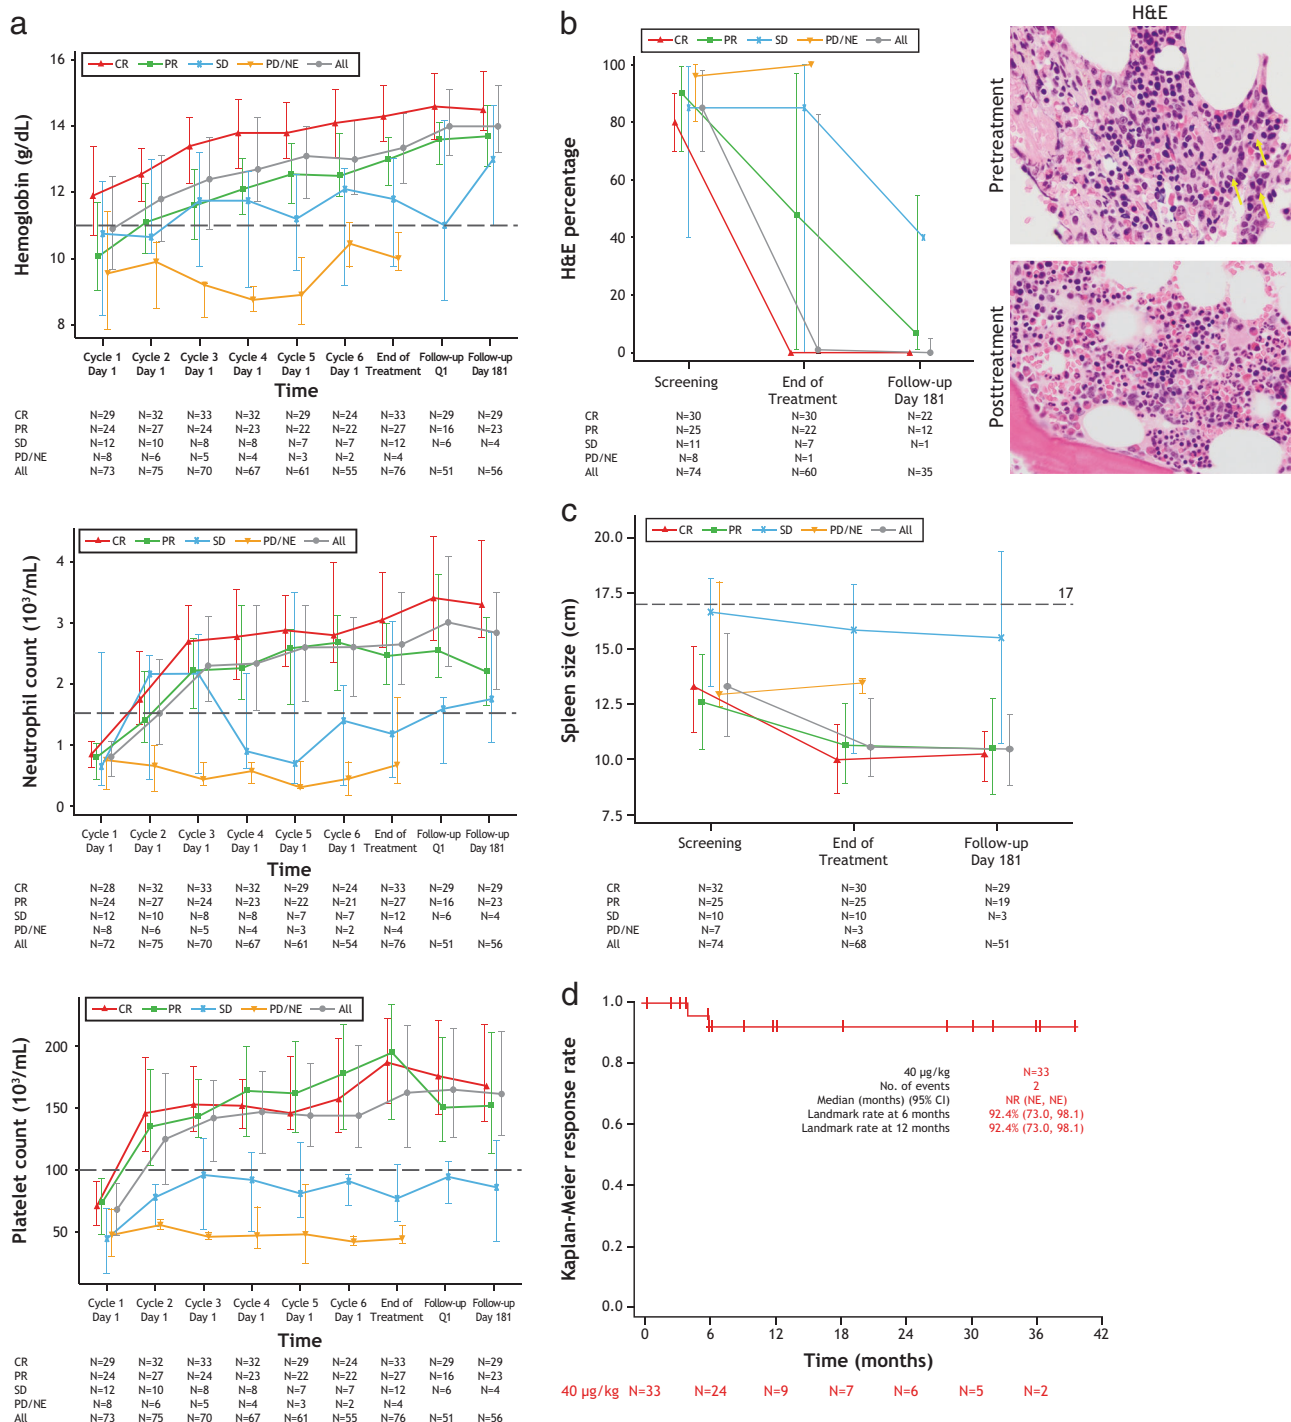 a
CR PR SD PD/NE All
Hemoglobin (g/dL)
16
14
12
10
8
Cycle 1 Day 1
Cycle 2 Day 1
Cycle 3 Day 1
Cycle 4 Day 1
Cycle 5 Day 1
Cycle 6 Day 1
End of Treatment
Follow-up Q1
Follow-up Day 181
Time
CR N=29 N=32 N=33 N=32 N=29 N=24 N=33 N=29 N=29
PR N=24 N=27 N=24 N=23 N=22 N=22 N=27 N=16 N=23
SD N=12 N=10 N=8 N=8 N=7 N=7 N=12 N=6 N=4
PD/NE N=8 N=6 N=5 N=4 N=3 N=2 N=4
All N=73 N=75 N=70 N=67 N=61 N=55 N=76 N=51 N=56
CR PR SD PD/NE All
Neutrophil count (10³/mL)
4
3
2
1
0
Cycle 1 Day 1
Cycle 2 Day 1
Cycle 3 Day 1
Cycle 4 Day 1
Cycle 5 Day 1
Cycle 6 Day 1
End of Treatment
Follow-up Q1
Follow-up Day 181
Time
CR N=28 N=32 N=33 N=32 N=29 N=24 N=33 N=29 N=29
PR N=24 N=27 N=24 N=23 N=22 N=21 N=27 N=16 N=23
SD N=12 N=10 N=8 N=8 N=7 N=7 N=12 N=6 N=4
PD/NE N=8 N=6 N=5 N=4 N=3 N=2 N=4
All N=72 N=75 N=70 N=67 N=61 N=54 N=76 N=51 N=56
CR PR SD PD/NE All
Platelet count (10³/mL)
200
150
100
50
Cycle 1 Day 1
Cycle 2 Day 1
Cycle 3 Day 1
Cycle 4 Day 1
Cycle 5 Day 1
Cycle 6 Day 1
End of Treatment
Follow-up Q1
Follow-up Day 181
Time
CR N=29 N=32 N=33 N=32 N=29 N=24 N=33 N=29 N=29
PR N=24 N=27 N=24 N=23 N=22 N=22 N=27 N=16 N=23
SD N=12 N=10 N=8 N=8 N=7 N=7 N=12 N=6 N=4
PD/NE N=8 N=6 N=5 N=4 N=3 N=2 N=4
All N=73 N=75 N=70 N=67 N=61 N=55 N=76 N=51 N=56
b
CR PR SD PD/NE All
H&E percentage
100
80
60
40
20
0
Screening
End of Treatment
Follow-up Day 181
CR N=30 N=30 N=22
PR N=25 N=22 N=12
SD N=11 N=7 N=1
PD/NE N=8 N=1
All N=74 N=60 N=35
H&E
Pretreatment
Posttreatment
c
CR PR SD PD/NE All
Spleen size (cm)
20.0
17.5
15.0
12.5
10.0
7.5
17
Screening
End of Treatment
Follow-up Day 181
CR N=32 N=30 N=29
PR N=25 N=25 N=19
SD N=10 N=10 N=3
PD/NE N=7 N=3
All N=74 N=68 N=51
d
Kaplan-Meier response rate
1.0
0.8
0.6
0.4
0.2
0.0
40 µg/kg N=33
No. of events 2
Median (months) (95% CI) NR (NE, NE)
Landmark rate at 6 months 92.4% (73.0, 98.1)
Landmark rate at 12 months 92.4% (73.0, 98.1)
0 6 12 18 24 30 36 42
Time (months)
40 µg/kg N=33 N=24 N=9 N=7 N=6 N=5 N=2